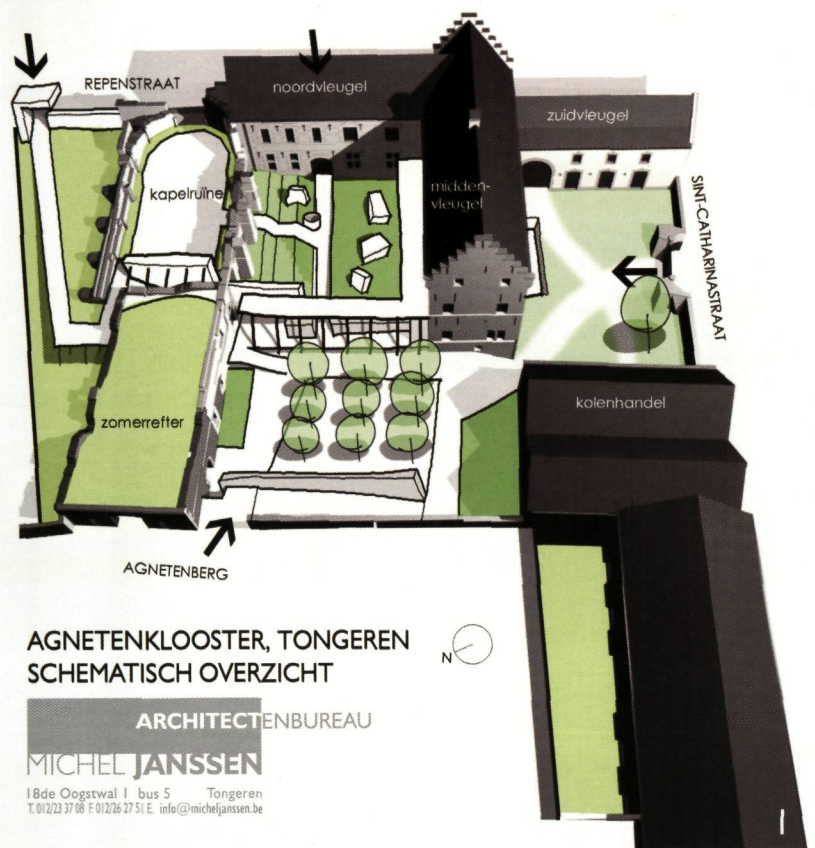 REPENSTRAAT
noordvleugel
zuidvleugel
kapelruïne
midden-
vleugel
SINT-CATHARINASTRAAT
zomerrefter
kolenhandel
AGNETENBERG
AGNETENKLOOSTER, TONGEREN
SCHEMATISCH OVERZICHT
N
ARCHITECTENBUREAU
MICHEL JANSSEN
18de Oogstwal 1 bus 5 Tongeren
T. 012/23 37 08 F. 012/26 27 51 E. info@micheljanssen.be
1